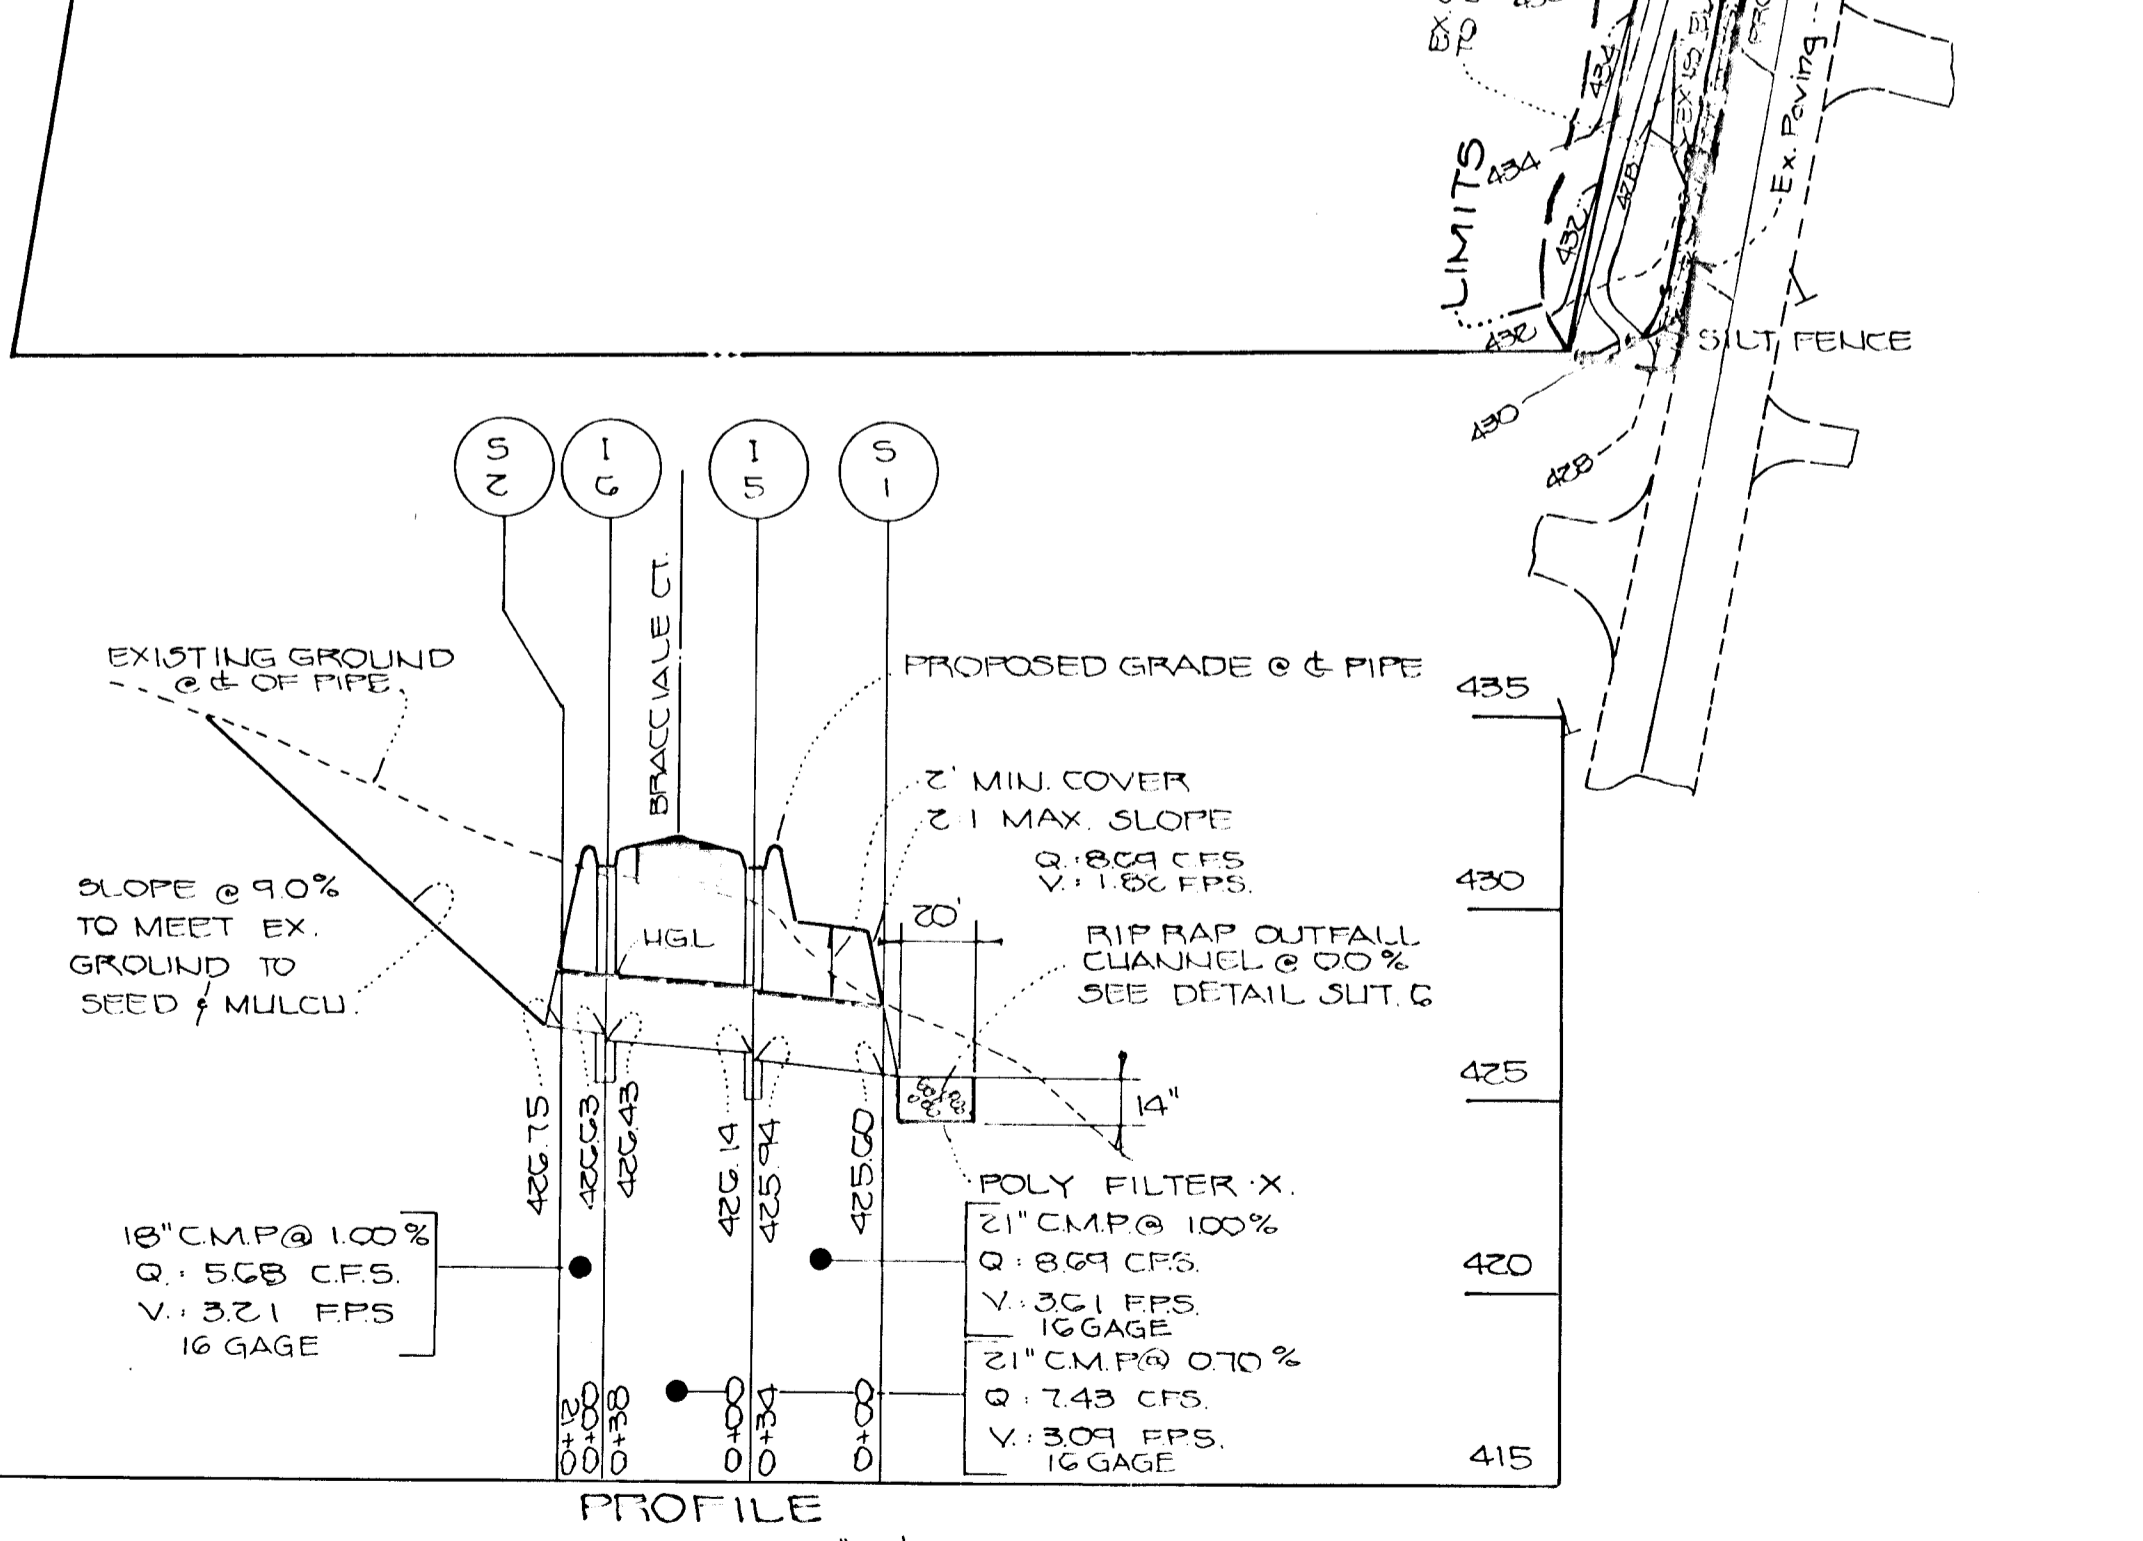 434
LIMITS
434
432
428
432
Ex. Paving
SILT FENCE
430
428
S
2
I
6
I
5
S
1
BRACCIALE CT.
EXISTING GROUND
@ ℄ OF PIPE
PROPOSED GRADE @ ℄ PIPE
435
2' MIN. COVER
2:1 MAX. SLOPE
Q.: 8.69 C.F.S
V.: 1.86 F.P.S.
430
SLOPE @ 9.0%
TO MEET EX.
GROUND TO
SEED & MULCH.
HGL
20'
RIP RAP OUTFALL
CHANNEL @ 0.0%
SEE DETAIL SHT. 6
425
14"
426.75
426.63
426.43
426.14
425.94
425.60
POLY FILTER X.
18" C.M.P @ 1.00%
Q.: 5.68 C.F.S.
V.: 3.21 F.P.S
16 GAGE
21" C.M.P. @ 1.00%
Q: 8.69 C.F.S.
V.: 3.61 F.P.S.
16 GAGE
420
21" C.M.P @ 0.70%
Q: 7.43 CFS.
V.: 3.09 F.P.S.
16 GAGE
0+12
0+00
0+38
0+00
0+34
0+00
415
PROFILE